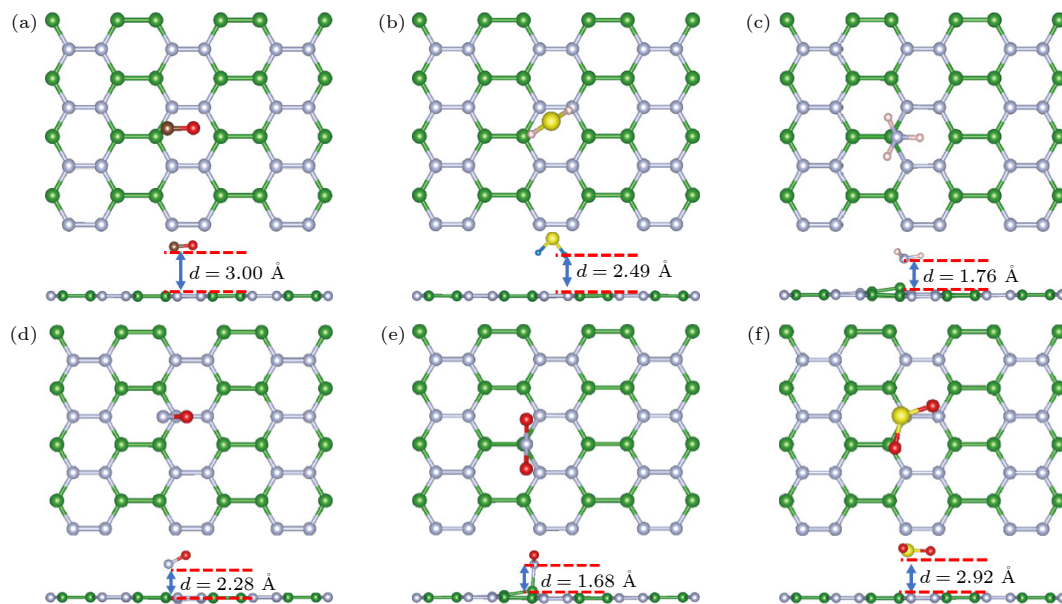 (a)
(b)
(c)
d = 3.00 Å
d = 2.49 Å
d = 1.76 Å
(d)
(e)
(f)
d = 2.28 Å
d = 1.68 Å
d = 2.92 Å